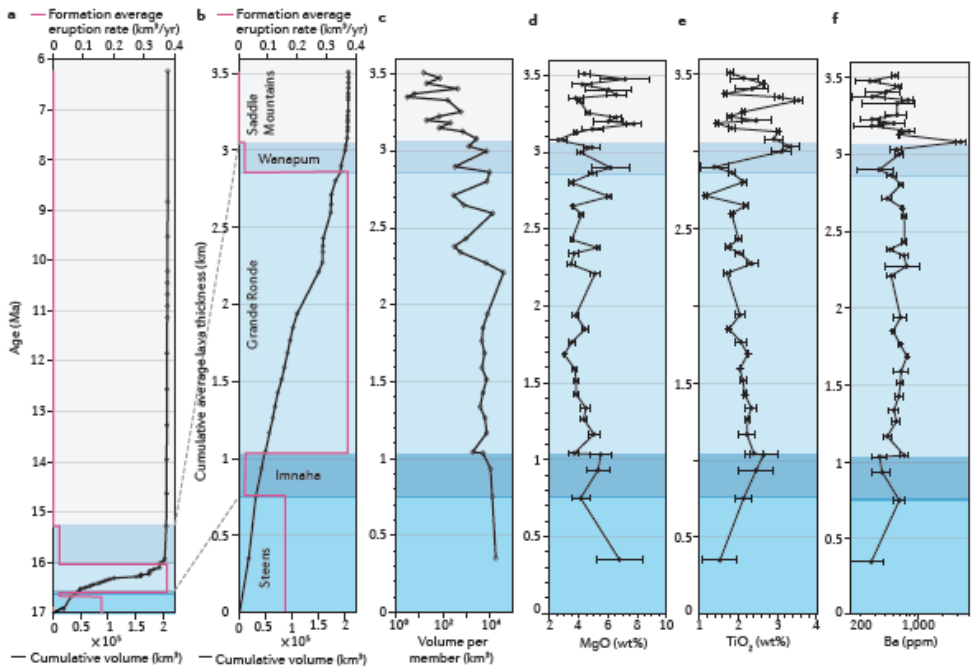 a
Formation average
eruption rate (km³/yr)
0 0.1 0.2 0.3 0.4
6
7
8
9
10
11
12
13
14
15
16
17
Age (Ma)
0 0.5 1 1.5 2
×10⁵
Cumulative volume (km³)
b
Formation average
eruption rate (km³/yr)
0 0.1 0.2 0.3 0.4
3.5
3
2.5
2
1.5
1
0.5
0
Cumulative average lava thickness (km)
Saddle
Mountains
Wanapum
Grande Ronde
Imnaha
Steens
0 0.5 1 1.5 2
×10⁵
Cumulative volume (km³)
c
3.5
3
2.5
2
1.5
1
0.5
0
10⁰ 10² 10⁴
Volume per
member (km³)
d
3.5
3
2.5
2
1.5
1
0.5
0
2 4 6 8 10
MgO (wt%)
e
3.5
3
2.5
2
1.5
1
0.5
0
1 2 3 4
TiO₂ (wt%)
f
3.5
3
2.5
2
1.5
1
0.5
0
200 1,000
Ba (ppm)